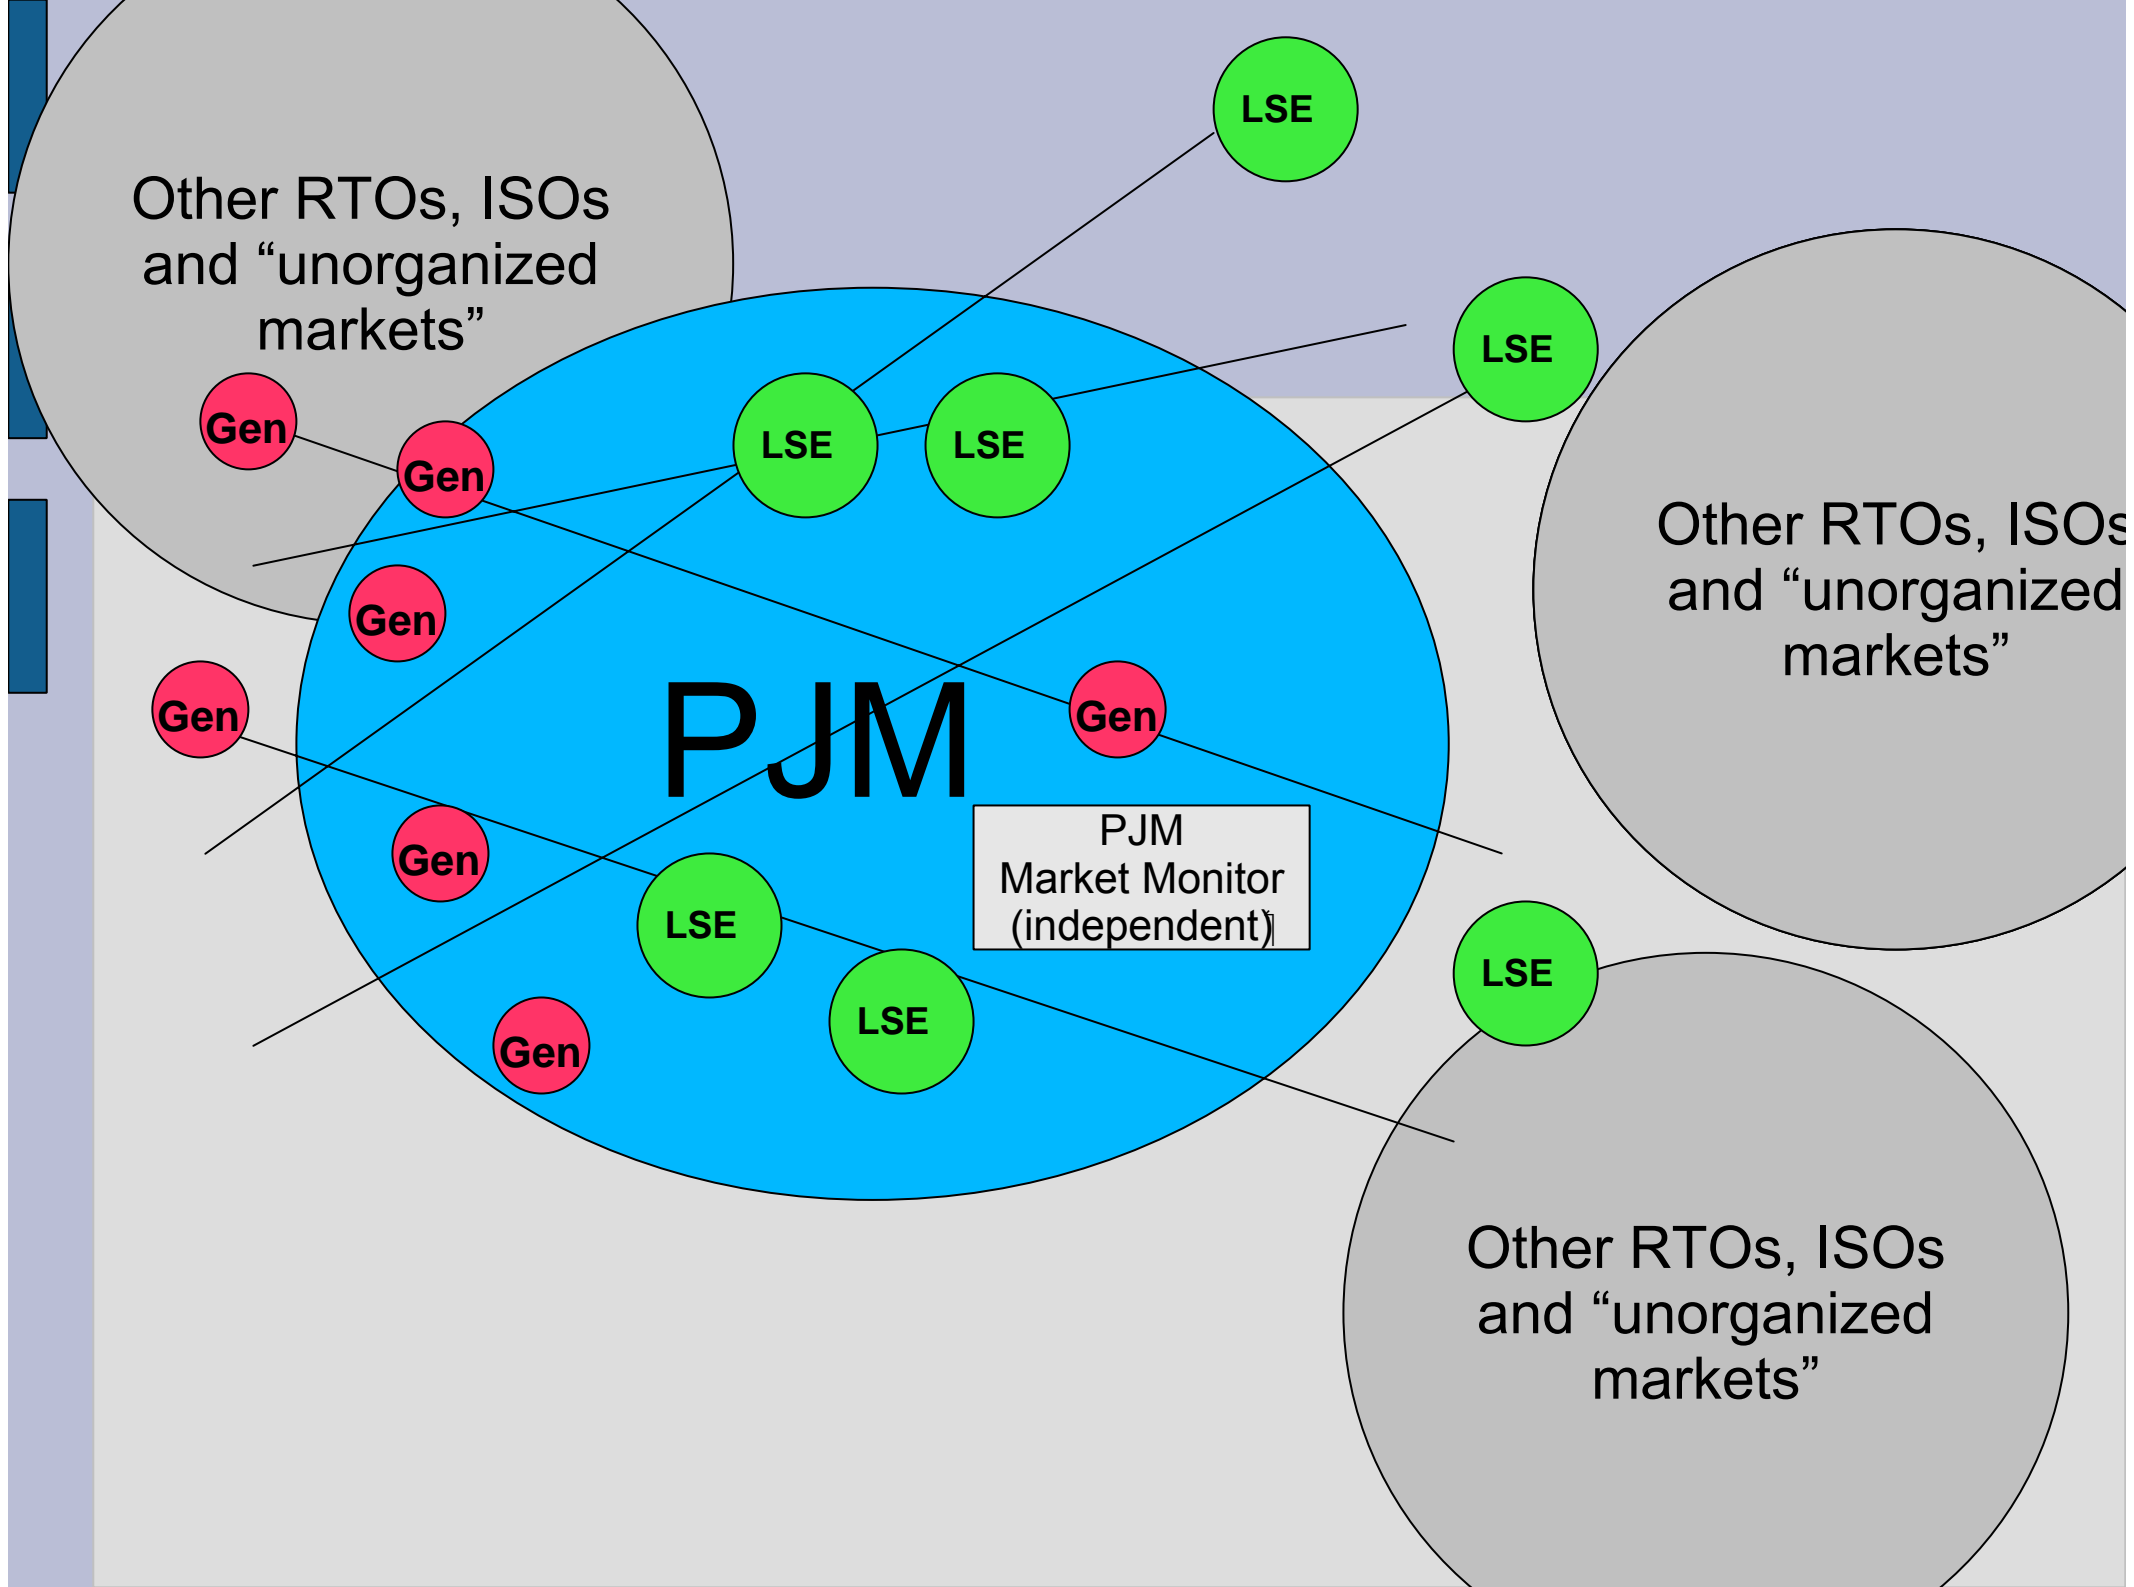 LSE
Other RTOs, ISOs
and “unorganized
markets”
LSE
Gen
Gen
LSE
LSE
Other RTOs, ISOs
and “unorganized
markets”
Gen
Gen
PJM
Gen
Gen
PJM
Market Monitor
(independent)
LSE
LSE
LSE
Gen
Other RTOs, ISOs
and “unorganized
markets”